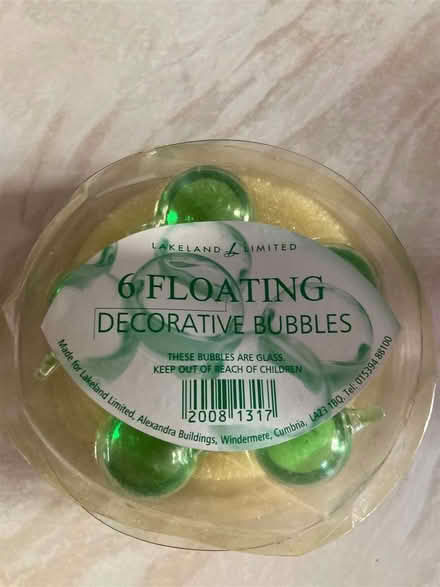 LAKELAND L LIMITED
6 FLOATING
DECORATIVE BUBBLES
THESE BUBBLES ARE GLASS.
KEEP OUT OF REACH OF CHILDREN
2008 1317
Made for Lakeland Limited, Alexandra Buildings, Windermere, Cumbria, LA23 1BQ. Tel: 015394 88100